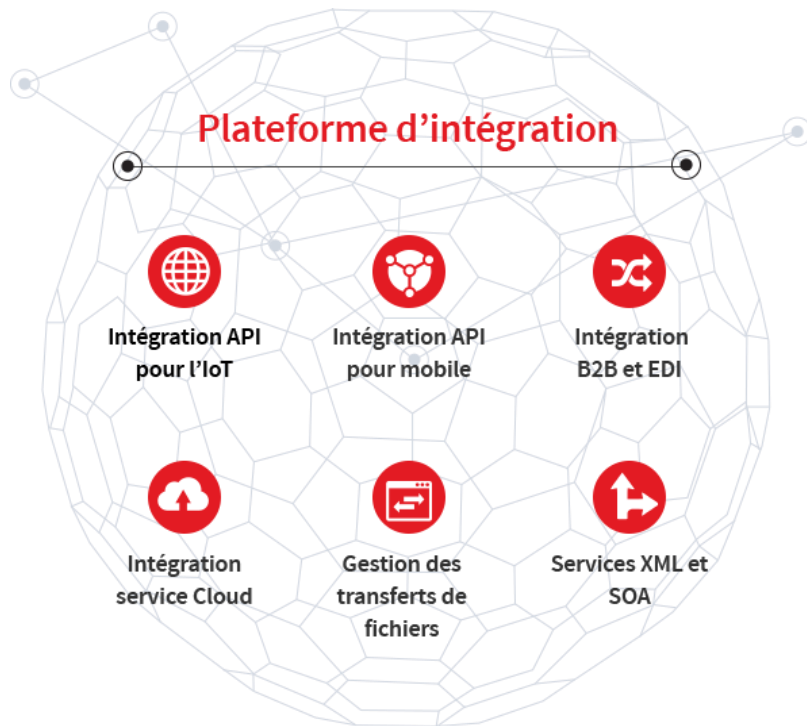 Plateforme d'intégration
Intégration API
pour l'IoT
Intégration API
pour mobile
Intégration
B2B et EDI
Intégration
service Cloud
Gestion des
transferts de
fichiers
Services XML et
SOA